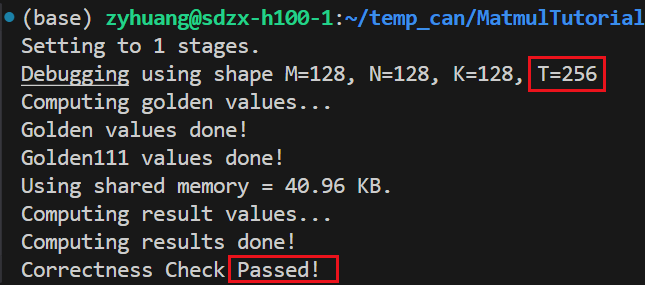 (base) zyhuang@sdzx-h100-1:~/temp_can/MatmulTutorial
Setting to 1 stages.
Debugging using shape M=128, N=128, K=128, T=256
Computing golden values...
Golden values done!
Golden111 values done!
Using shared memory = 40.96 KB.
Computing result values...
Computing results done!
Correctness Check Passed!